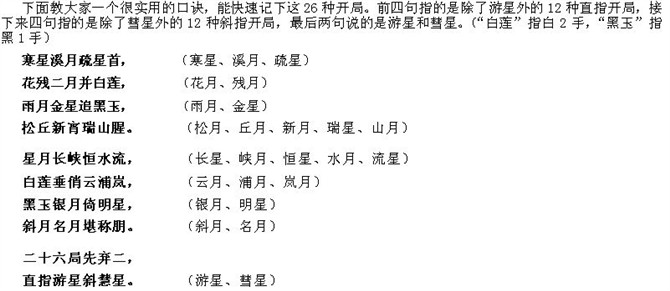 下面教大家一个很实用的口诀，能快速记下这26种开局。前四句指的是除了游星外的12种直指开局，接
下来四句指的是除了彗星外的12种斜指开局，最后两句说的是游星和彗星。（“白莲”指白2手，“黑玉”指
黑1手）
寒星溪月疏星首， （寒星、溪月、疏星）
花残二月并白莲， （花月、残月）
雨月金星追黑玉， （雨月、金星）
松丘新宵瑞山腥。 （松月、丘月、新月、瑞星、山月）
星月长峡恒水流， （长星、峡月、恒星、水月、流星）
白莲垂俏云浦岚， （云月、浦月、岚月）
黑玉银月倚明星， （银月、明星）
斜月名月堪称朋。 （斜月、名月）
二十六局先弃二，
直指游星斜慧星。 （游星、彗星）